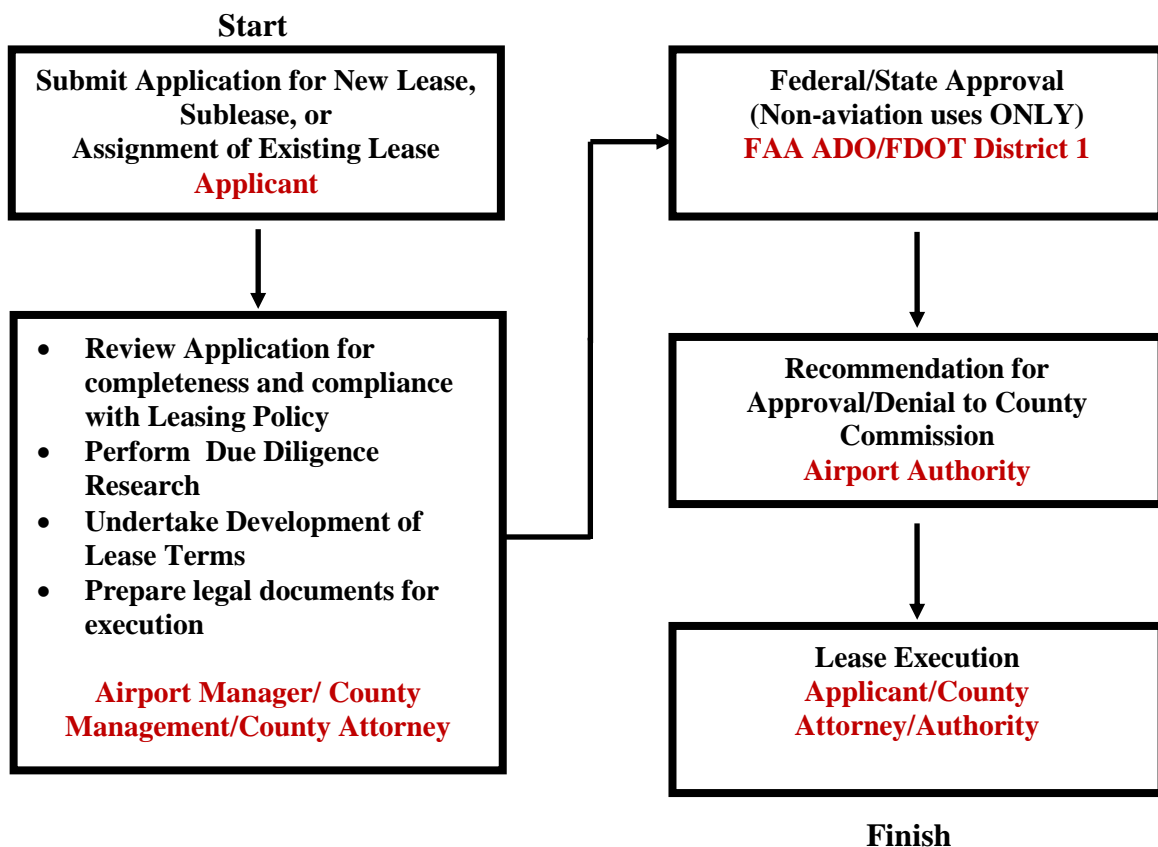 Start
Submit Application for New Lease,
Sublease, or
Assignment of Existing Lease
Applicant
• Review Application for
completeness and compliance
with Leasing Policy
• Perform Due Diligence
Research
• Undertake Development of
Lease Terms
• Prepare legal documents for
execution
Airport Manager/ County
Management/County Attorney
Federal/State Approval
(Non-aviation uses ONLY)
FAA ADO/FDOT District 1
Recommendation for
Approval/Denial to County
Commission
Airport Authority
Lease Execution
Applicant/County
Attorney/Authority
Finish